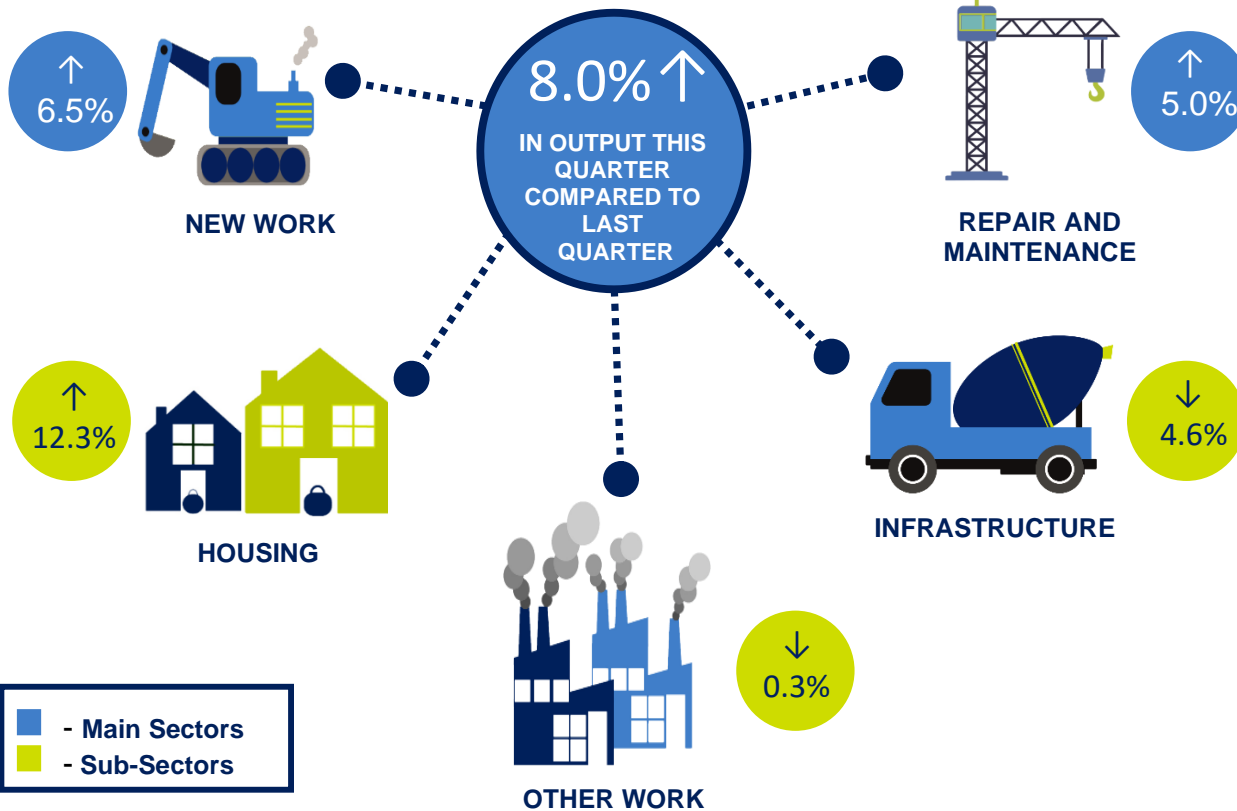 ↑
6.5%
NEW WORK
8.0% ↑
IN OUTPUT THIS
QUARTER
COMPARED TO
LAST
QUARTER
↑
5.0%
REPAIR AND
MAINTENANCE
↑
12.3%
HOUSING
↓
4.6%
INFRASTRUCTURE
↓
0.3%
OTHER WORK
- Main Sectors
- Sub-Sectors